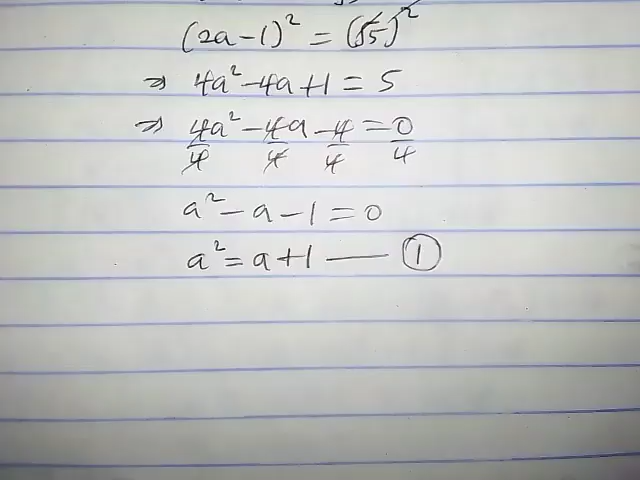 (2a-1)² = (√5)²
⇒ 4a²-4a+1 = 5
⇒ 4a²/4 - 4a/4 - 4/4 = 0/4
a² - a - 1 = 0
a² = a+1 —— ①